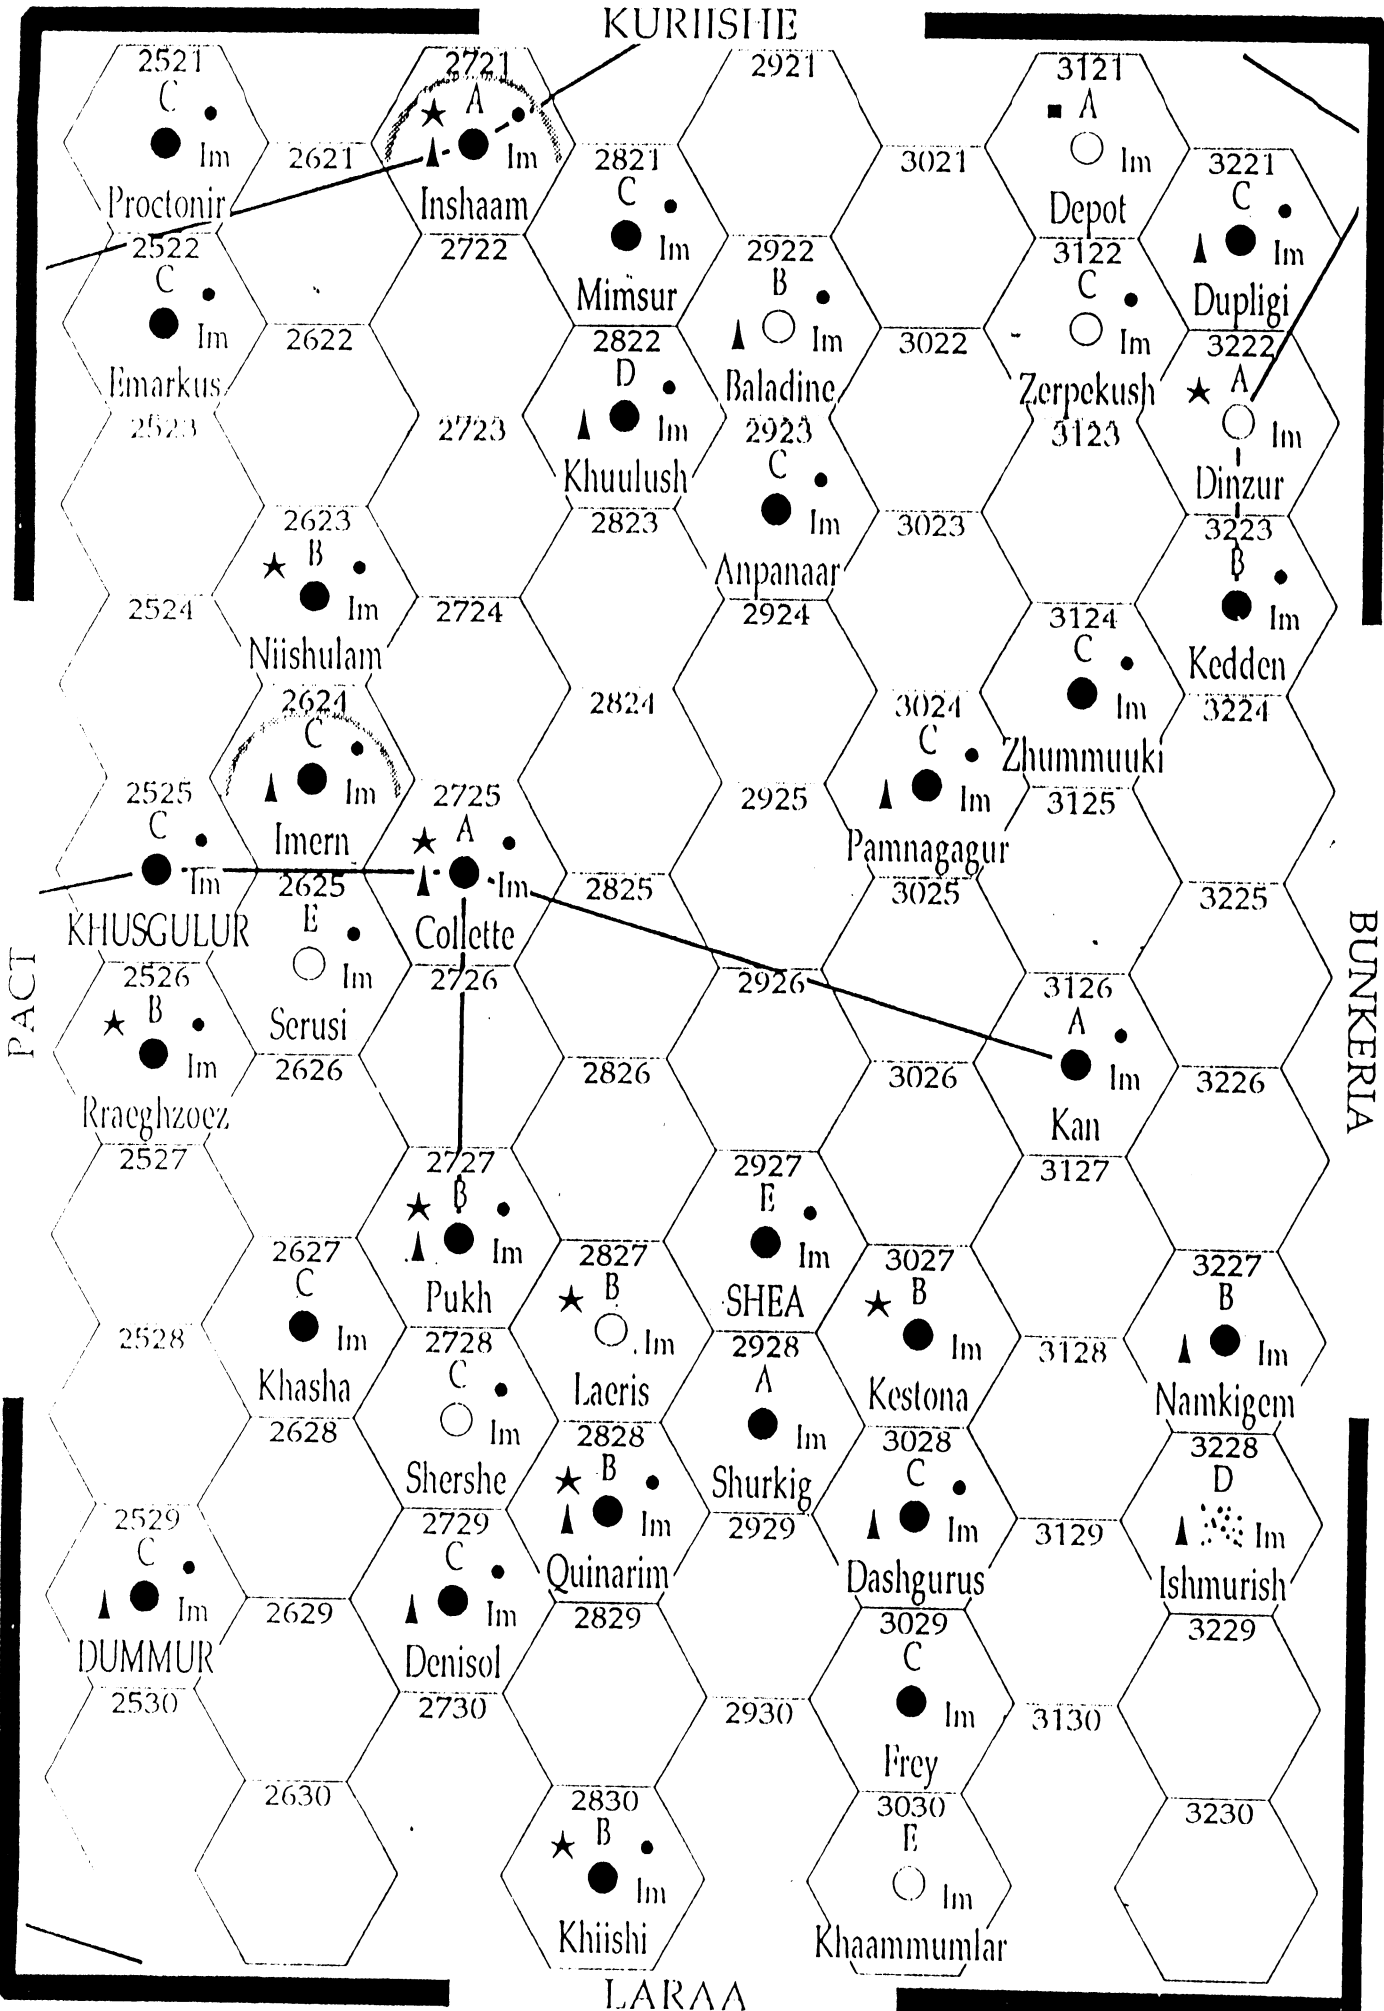 KURIISHE
2521
C
Im
Proctonir
2621
2721
A
Im
Inshaam
2821
C
Im
Mimsur
2921
3021
3121
A
Im
Depot
3221
C
Im
Dupligi
2522
C
Im
Emarkus
2622
2722
2822
D
Im
Khuulush
2922
B
Im
Baladine
3022
3122
C
Im
Zerpekush
3222
A
Im
Dinzur
2523
2623
B
Im
Niishulam
2723
2823
2923
C
Im
Anpanaar
3023
3123
3223
B
Im
Kedden
2524
2624
C
Im
Imern
2724
2824
2924
3024
C
Im
Pamnagagur
3124
C
Im
Zhummuuki
3224
2525
C
Im
KHUSGULUR
2625
E
Im
Serusi
2725
A
Im
Collette
2825
2925
3025
3125
3225
PACT
BUNKERIA
2526
B
Im
Rraeghzoez
2626
2726
2826
2926
3026
3126
A
Im
Kan
3226
2527
2627
C
Im
Khasha
2727
B
Im
Pukh
2827
B
Im
Laeris
2927
E
Im
SHEA
3027
B
Im
Kestona
3127
3227
B
Im
Namkigem
2528
2628
2728
C
Im
Shershe
2828
B
Im
Quinarim
2928
A
Im
Shurkig
3028
C
Im
Dashgurus
3128
3228
D
Im
Ishmurish
2529
C
Im
DUMMUR
2629
2729
C
Im
Denisol
2829
2929
3029
C
Im
Frey
3129
3229
2530
2630
2730
2830
B
Im
Khiishi
2930
3030
E
Im
Khaammumlar
3130
3230
LARAA